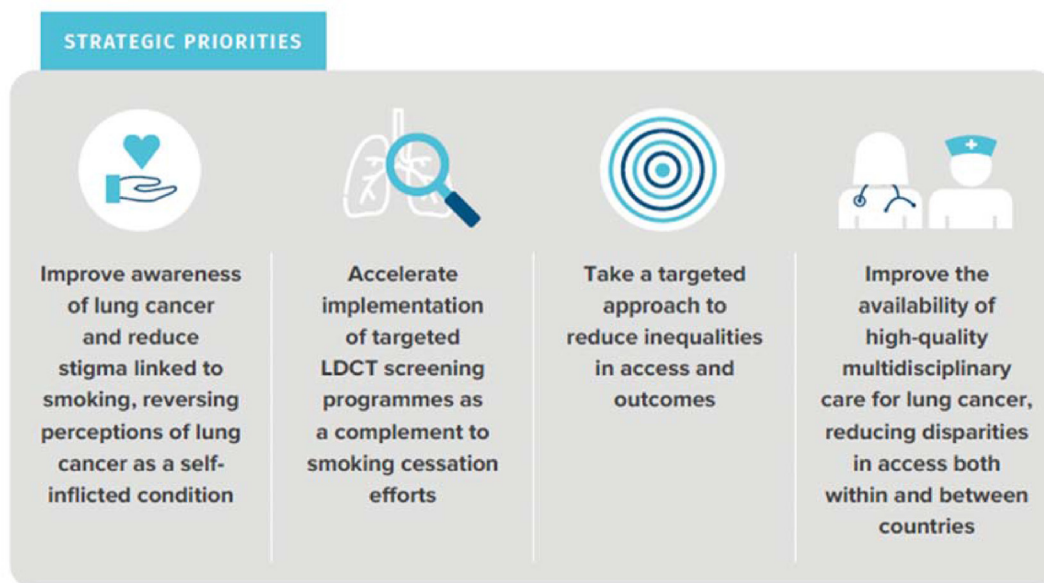 STRATEGIC PRIORITIES
Improve awareness
of lung cancer
and reduce
stigma linked to
smoking, reversing
perceptions of lung
cancer as a self-
inflicted condition
Accelerate
implementation
of targeted
LDCT screening
programmes as
a complement to
smoking cessation
efforts
Take a targeted
approach to
reduce inequalities
in access and
outcomes
Improve the
availability of
high-quality
multidisciplinary
care for lung cancer,
reducing disparities
in access both
within and between
countries